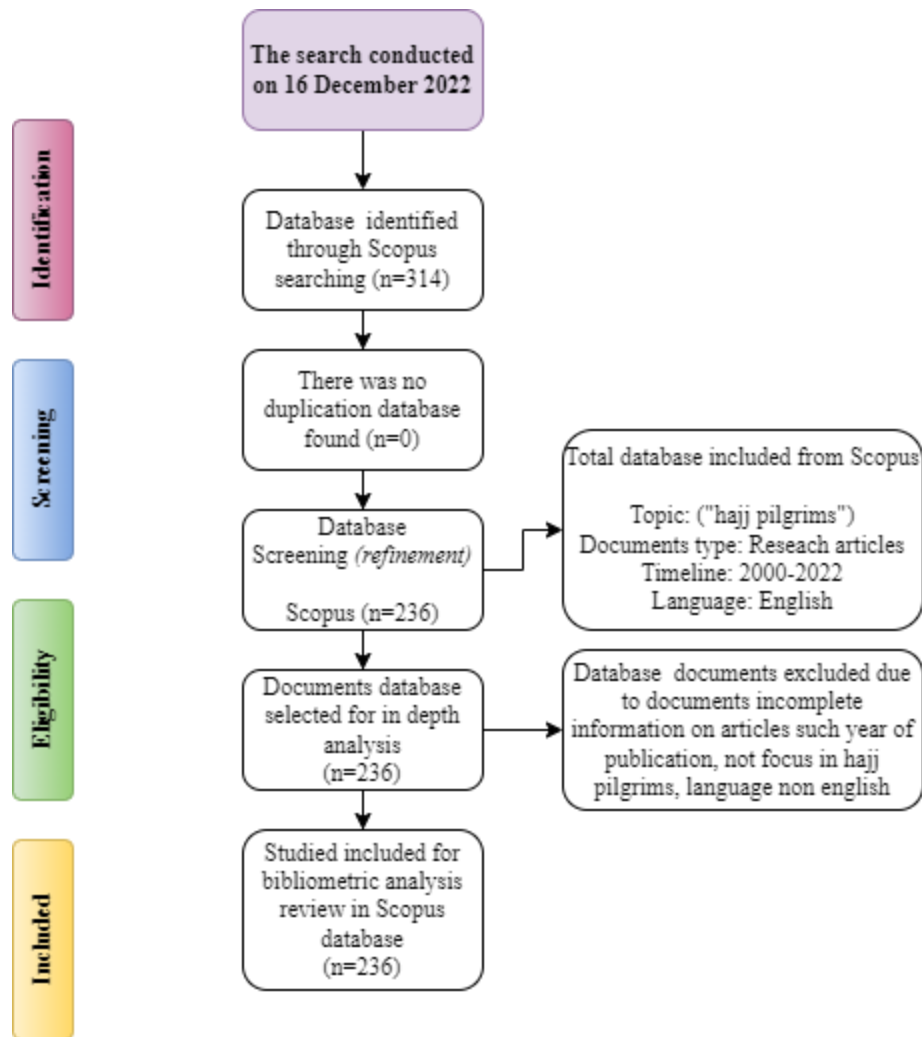 The search conducted
on 16 December 2022
Identification
Database identified
through Scopus
searching (n=314)
Screening
There was no
duplication database
found (n=0)
Database
Screening (refinement)
Scopus (n=236)
Total database included from Scopus
Topic: ("hajj pilgrims")
Documents type: Reseach articles
Timeline: 2000-2022
Language: English
Eligibility
Documents database
selected for in depth
analysis
(n=236)
Database documents excluded due
to documents incomplete
information on articles such year of
publication, not focus in hajj
pilgrims, language non english
Included
Studied included for
bibliometric analysis
review in Scopus
database
(n=236)